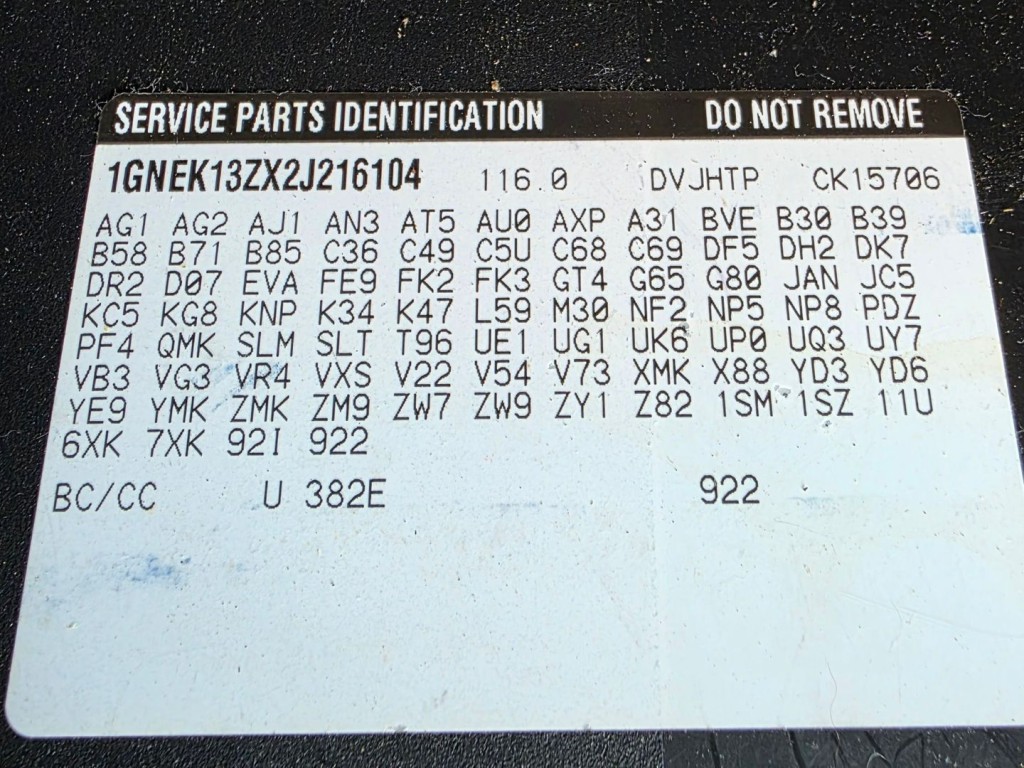 SERVICE PARTS IDENTIFICATION DO NOT REMOVE
1GNEK13ZX2J216104 116.0 DVJHTP CK15706
AG1 AG2 AJ1 AN3 AT5 AU0 AXP A31 BVE B30 B39
B58 B71 B85 C36 C49 C5U C68 C69 DF5 DH2 DK7
DR2 D07 EVA FE9 FK2 FK3 GT4 G65 G80 JAN JC5
KC5 KG8 KNP K34 K47 L59 M30 NF2 NP5 NP8 PDZ
PF4 QMK SLM SLT T96 UE1 UG1 UK6 UP0 UQ3 UY7
VB3 VG3 VR4 VXS V22 V54 V73 XMK X88 YD3 YD6
YE9 YMK ZMK ZM9 ZW7 ZW9 ZY1 Z82 1SM 1SZ 11U
6XK 7XK 92I 922
BC/CC U 382E 922